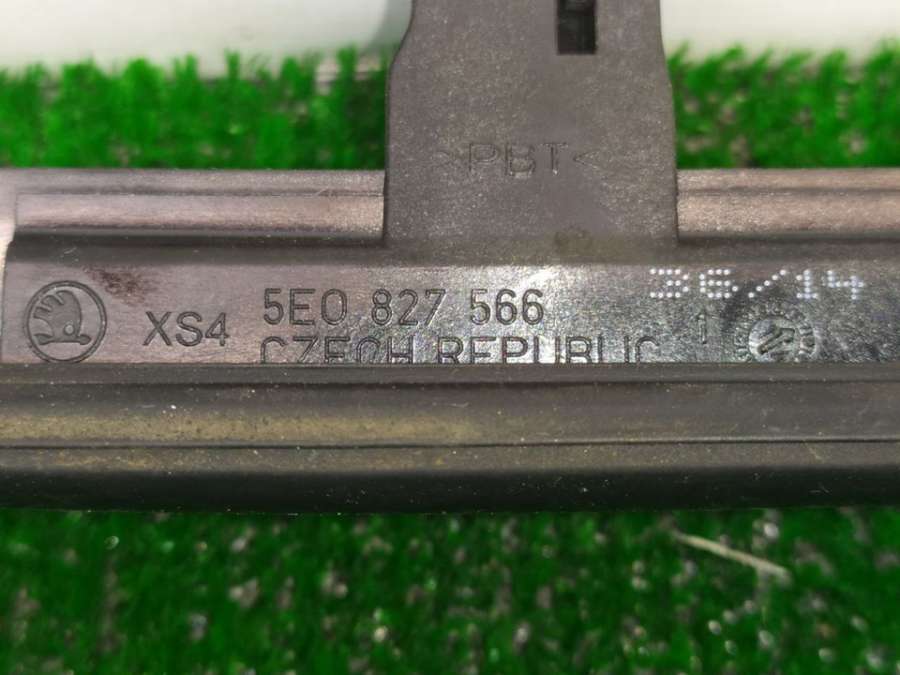 >PBT<
36/14
XS4 5E0 827 566 1
CZECH REPUBLIC